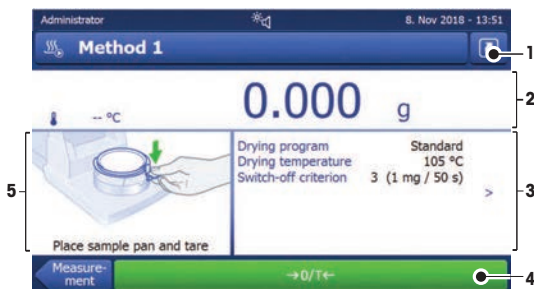 Administrator
8. Nov 2018 - 13:51
Method 1
1
-- °C
0.000 g
2
Drying program Standard
Drying temperature 105 °C
Switch-off criterion 3 (1 mg / 50 s)
>
3
5
Place sample pan and tare
Measure-
ment
→0/T←
4